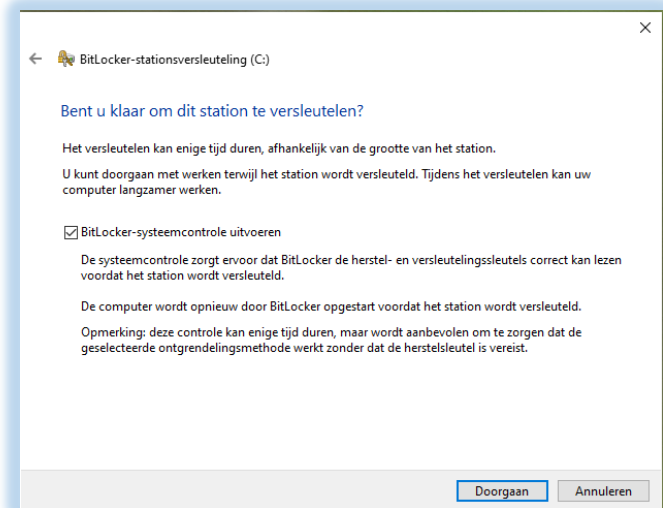 BitLocker-stationsversleuteling (C:)
Bent u klaar om dit station te versleutelen?
Het versleutelen kan enige tijd duren, afhankelijk van de grootte van het station.
U kunt doorgaan met werken terwijl het station wordt versleuteld. Tijdens het versleutelen kan uw
computer langzamer werken.
BitLocker-systeemcontrole uitvoeren
De systeemcontrole zorgt ervoor dat BitLocker de herstel- en versleutelingssleutels correct kan lezen
voordat het station wordt versleuteld.
De computer wordt opnieuw door BitLocker opgestart voordat het station wordt versleuteld.
Opmerking: deze controle kan enige tijd duren, maar wordt aanbevolen om te zorgen dat de
geselecteerde ontgrendelingsmethode werkt zonder dat de herstelsleutel is vereist.
Doorgaan
Annuleren